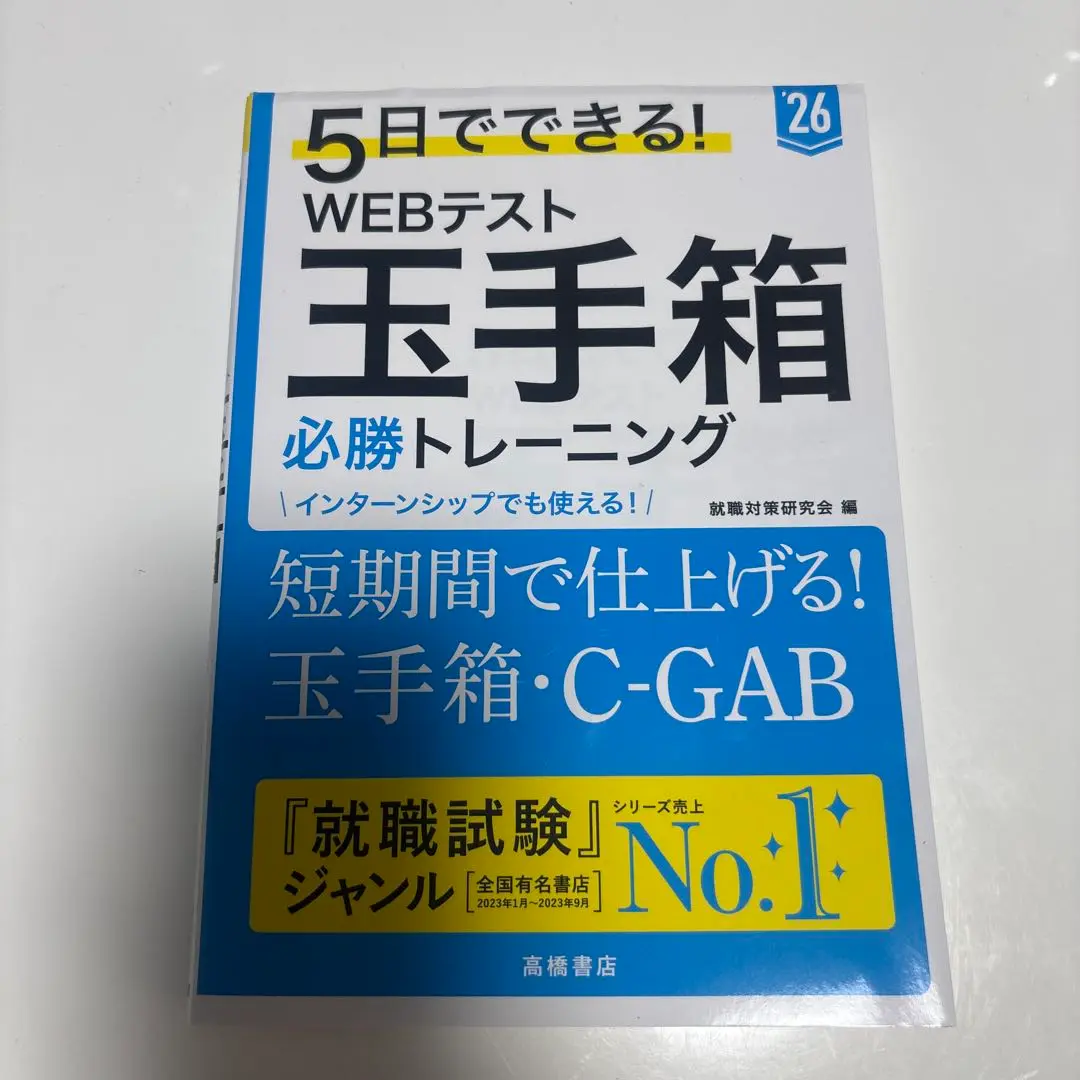 5日でできる!
'26
WEBテスト
玉手箱
必勝トレーニング
\インターンシップでも使える!/
就職対策研究会 編
短期間で仕上げる!
玉手箱・C-GAB
『就職試験』
ジャンル
[全国有名書店
2023年1月〜2023年9月]
シリーズ売上
No.1
高橋書店